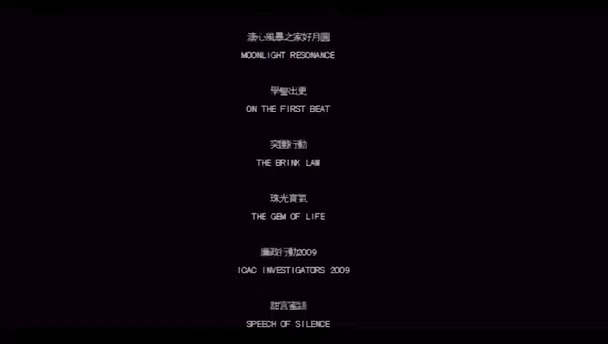 溏心風暴之家好月圓
MOONLIGHT RESONANCE
學警出更
ON THE FIRST BEAT
突圍行動
THE BRINK LAW
珠光寶氣
THE GEM OF LIFE
廉政行動2009
ICAC INVESTIGATORS 2009
甜言蜜語
SPEECH OF SILENCE